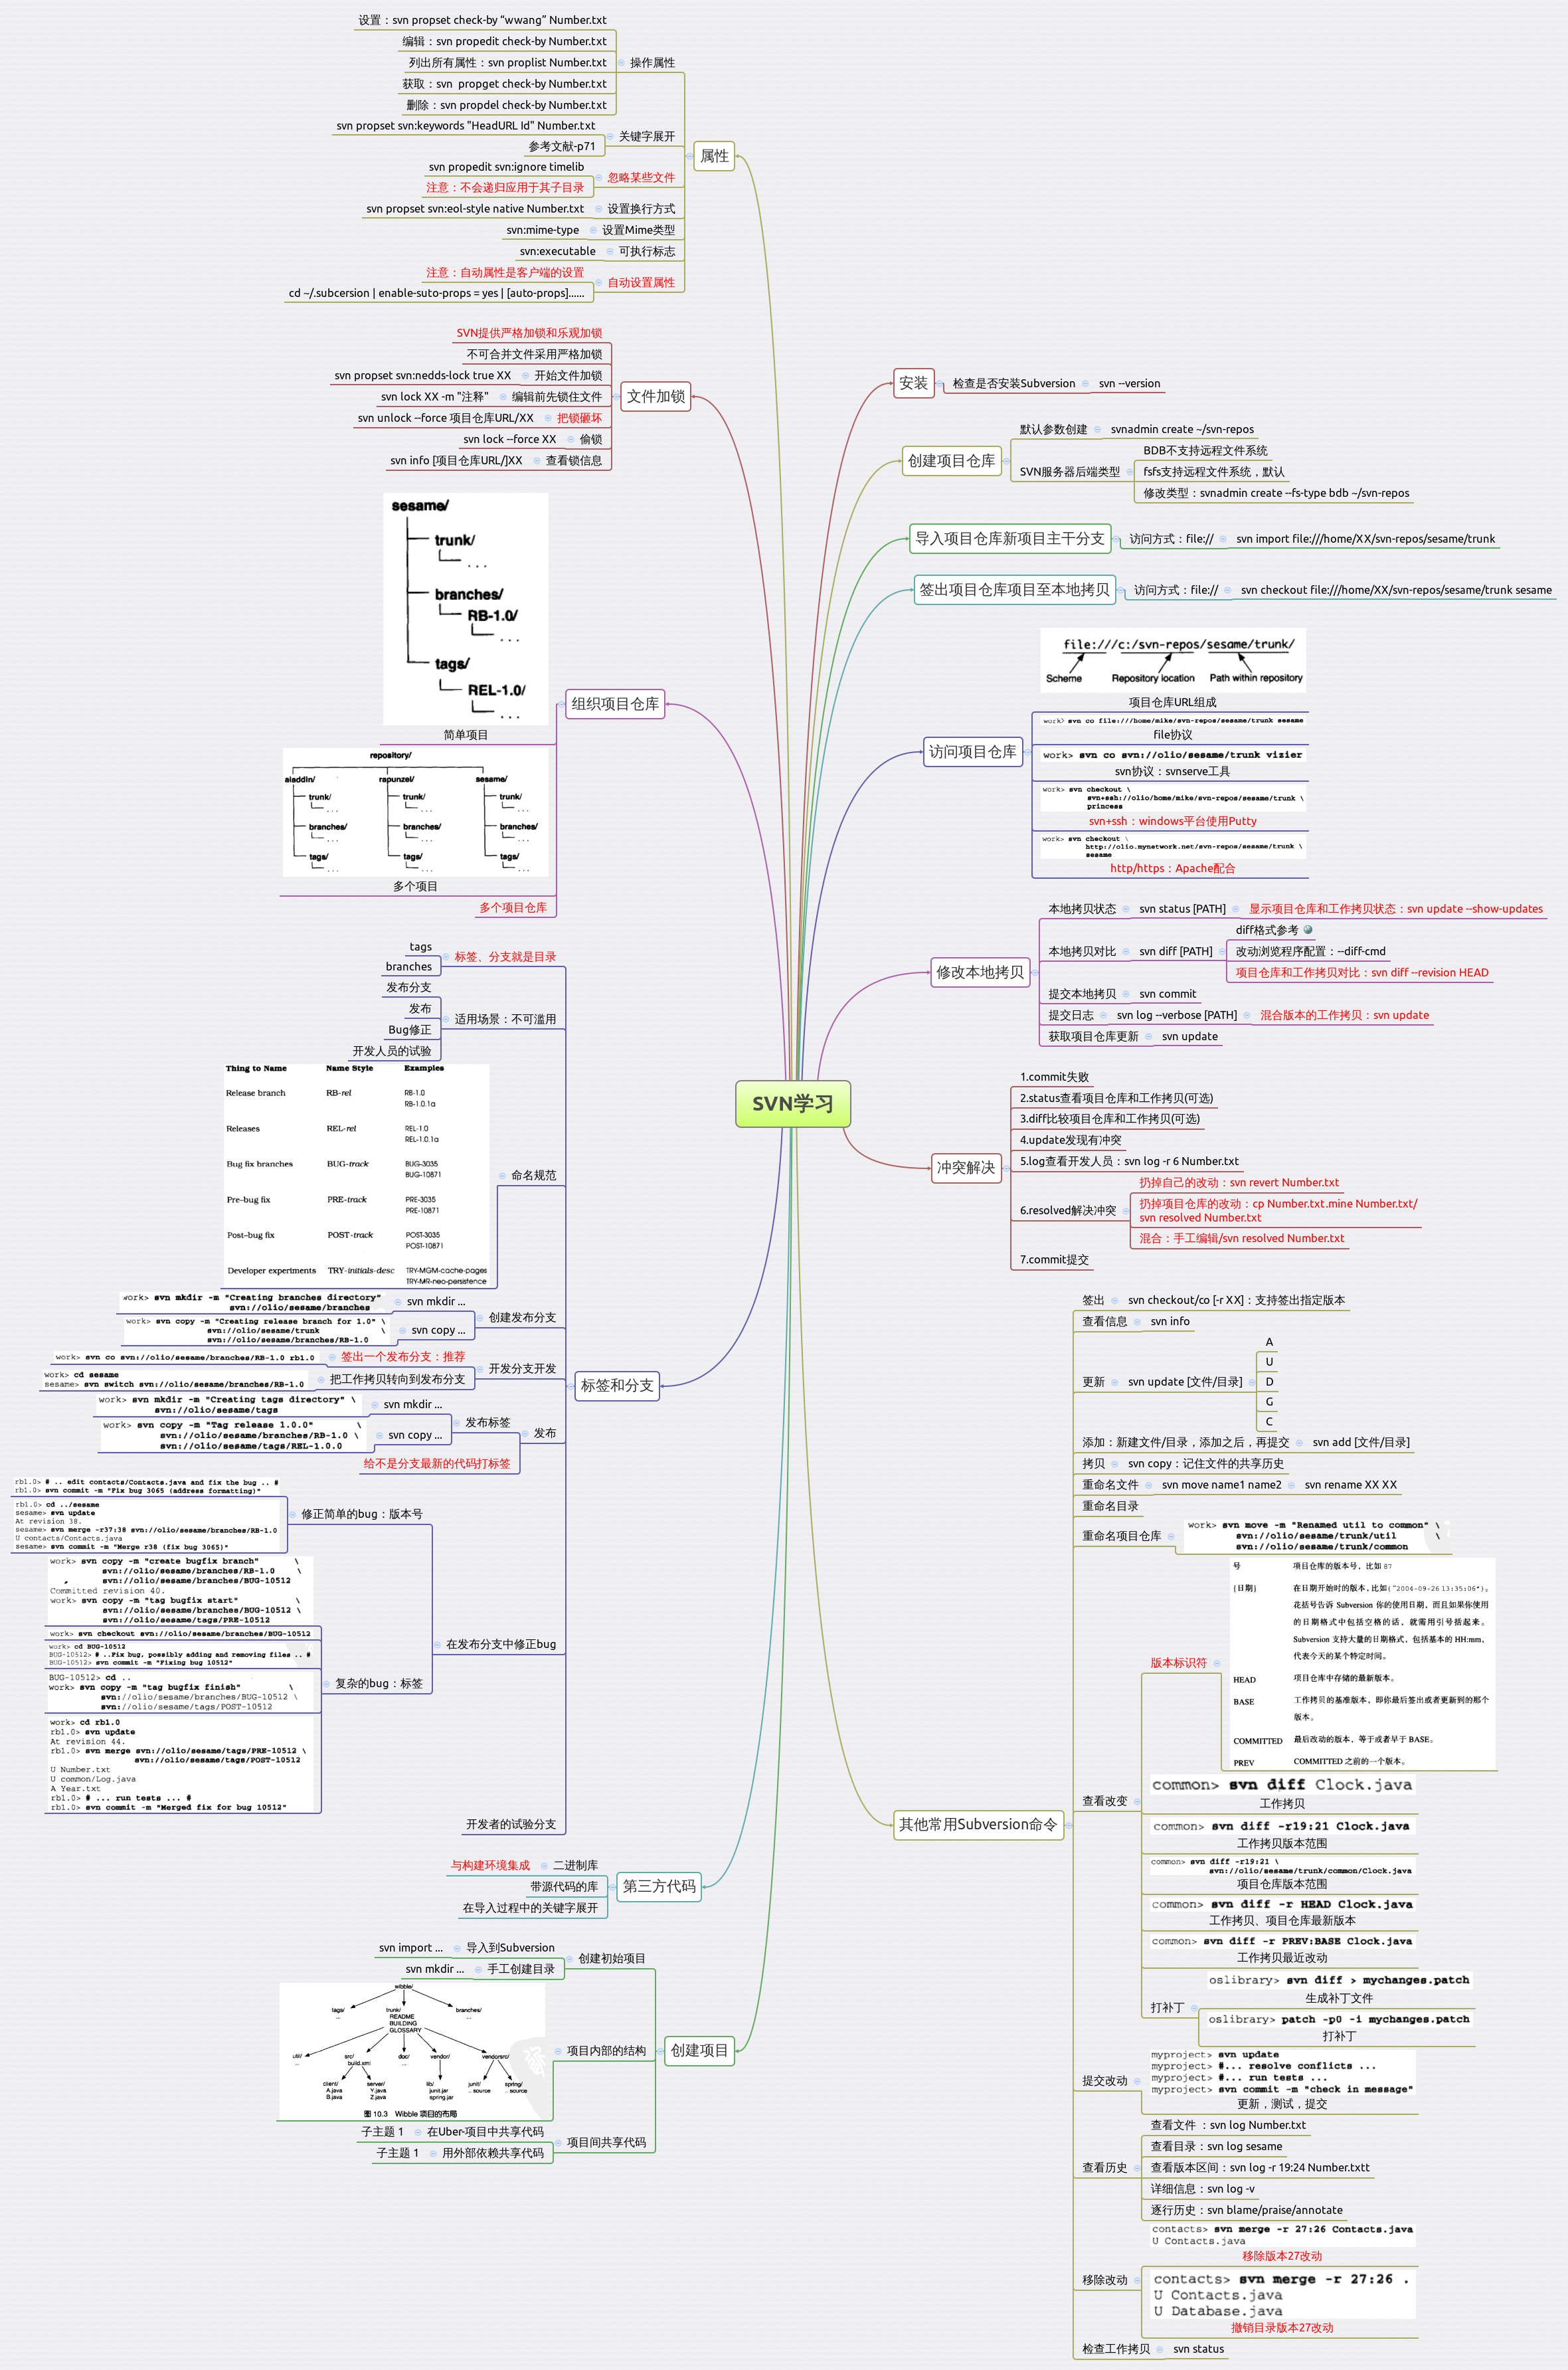 SVN学习
安装
检查是否安装Subversion
svn --version
创建项目仓库
默认参数创建
svnadmin create ~/svn-repos
SVN服务器后端类型
BDB不支持远程文件系统
fsfs支持远程文件系统，默认
修改类型：svnadmin create --fs-type bdb ~/svn-repos
导入项目仓库新项目主干分支
访问方式：file://
svn import file:///home/XX/svn-repos/sesame/trunk
签出项目仓库项目至本地拷贝
访问方式：file://
svn checkout file:///home/XX/svn-repos/sesame/trunk sesame
访问项目仓库
file:///c:/svn-repos/sesame/trunk/
Scheme Repository location Path within repository
项目仓库URL组成
work> svn co file:///home/mike/svn-repos/sesame/trunk sesame
file协议
work> svn co svn://olio/sesame/trunk vizier
svn协议：svnserve工具
work> svn checkout \
svn+ssh://olio/home/mike/svn-repos/sesame/trunk \
princess
svn+ssh：windows平台使用Putty
work> svn checkout \
http://olio.mynetwork.net/svn-repos/sesame/trunk \
sesame
http/https：Apache配合
修改本地拷贝
本地拷贝状态
svn status [PATH]
显示项目仓库和工作拷贝状态：svn update --show-updates
本地拷贝对比
svn diff [PATH]
diff格式参考
改动浏览程序配置：--diff-cmd
项目仓库和工作拷贝对比：svn diff --revision HEAD
提交本地拷贝
svn commit
提交日志
svn log --verbose [PATH]
混合版本的工作拷贝：svn update
获取项目仓库更新
svn update
冲突解决
1.commit失败
2.status查看项目仓库和工作拷贝(可选)
3.diff比较项目仓库和工作拷贝(可选)
4.update发现有冲突
5.log查看开发人员：svn log -r 6 Number.txt
6.resolved解决冲突
扔掉自己的改动：svn revert Number.txt
扔掉项目仓库的改动：cp Number.txt.mine Number.txt/
svn resolved Number.txt
混合：手工编辑/svn resolved Number.txt
7.commit提交
其他常用Subversion命令
签出
svn checkout/co [-r XX]：支持签出指定版本
查看信息
svn info
更新
svn update [文件/目录]
A
U
D
G
C
添加：新建文件/目录，添加之后，再提交
svn add [文件/目录]
拷贝
svn copy：记住文件的共享历史
重命名文件
svn move name1 name2
svn rename XX XX
重命名目录
重命名项目仓库
work> svn move -m "Renamed util to common" \
svn://olio/sesame/trunk/util \
svn://olio/sesame/trunk/common
查看改变
版本标识符
号 项目仓库的版本号，比如 87
{日期} 在日期开始时的版本，比如{"2004-09-26 13:35:06"}。
花括号告诉 Subversion 你的使用日期，而且如果你使用
的日期格式中包括空格的话，就需用引号括起来。
Subversion 支持大量的日期格式，包括基本的 HH:mm，
代表今天的某个特定时间。
HEAD 项目仓库中存储的最新版本。
BASE 工作拷贝的基准版本，即你最后签出或者更新到的那个
版本。
COMMITTED 最后改动的版本，等于或者早于 BASE。
PREV COMMITTED 之前的一个版本。
common> svn diff Clock.java
工作拷贝
common> svn diff -r19:21 Clock.java
工作拷贝版本范围
common> svn diff -r19:21 \
svn://olio/sesame/trunk/common/Clock.java
项目仓库版本范围
common> svn diff -r HEAD Clock.java
工作拷贝、项目仓库最新版本
common> svn diff -r PREV:BASE Clock.java
工作拷贝最近改动
打补丁
oslibrary> svn diff > mychanges.patch
生成补丁文件
oslibrary> patch -p0 -i mychanges.patch
打补丁
提交改动
myproject> svn update
myproject> #... resolve conflicts ...
myproject> #... run tests ...
myproject> svn commit -m "check in message"
更新，测试，提交
查看历史
查看文件 ：svn log Number.txt
查看目录：svn log sesame
查看版本区间：svn log -r 19:24 Number.txtt
详细信息：svn log -v
逐行历史：svn blame/praise/annotate
移除改动
contacts> svn merge -r 27:26 Contacts.java
U Contacts.java
移除版本27改动
contacts> svn merge -r 27:26 .
U Contacts.java
U Database.java
撤销目录版本27改动
检查工作拷贝
svn status
属性
操作属性
设置：svn propset check-by “wwang” Number.txt
编辑：svn propedit check-by Number.txt
列出所有属性：svn proplist Number.txt
获取：svn  propget check-by Number.txt
删除：svn propdel check-by Number.txt
关键字展开
svn propset svn:keywords "HeadURL Id" Number.txt
参考文献-p71
忽略某些文件
svn propedit svn:ignore timelib
注意：不会递归应用于其子目录
设置换行方式
svn propset svn:eol-style native Number.txt
设置Mime类型
svn:mime-type
可执行标志
svn:executable
自动设置属性
注意：自动属性是客户端的设置
cd ~/.subcersion | enable-suto-props = yes | [auto-props]......
文件加锁
SVN提供严格加锁和乐观加锁
不可合并文件采用严格加锁
开始文件加锁
svn propset svn:nedds-lock true XX
编辑前先锁住文件
svn lock XX -m "注释"
把锁砸坏
svn unlock --force 项目仓库URL/XX
偷锁
svn lock --force XX
查看锁信息
svn info [项目仓库URL/]XX
组织项目仓库
sesame/
trunk/
...
branches/
RB-1.0/
...
tags/
REL-1.0/
...
简单项目
repository/
aladdin/ rapunzel/ sesame/
trunk/ trunk/ trunk/
... ... ...
branches/ branches/ branches/
... ... ...
tags/ tags/ tags/
... ... ...
多个项目
多个项目仓库
标签和分支
标签、分支就是目录
tags
branches
适用场景：不可滥用
发布分支
发布
Bug修正
开发人员的试验
命名规范
Thing to Name Name Style Examples
Release branch RB-rel RB-1.0
RB-1.0.1a
Releases REL-rel REL-1.0
REL-1.0.1a
Bug fix branches BUG-track BUG-3035
BUG-10871
Pre-bug fix PRE-track PRE-3035
PRE-10871
Post-bug fix POST-track POST-3035
POST-10871
Developer experiments TRY-initials-desc TRY-MGM-cache-pages
TRY-MR-neo-persistence
创建发布分支
svn mkdir ...
work> svn mkdir -m "Creating branches directory"
svn://olio/sesame/branches
svn copy ...
work> svn copy -m "Creating release branch for 1.0" \
svn://olio/sesame/trunk \
svn://olio/sesame/branches/RB-1.0
开发分支开发
签出一个发布分支：推荐
work> svn co svn://olio/sesame/branches/RB-1.0 rb1.0
把工作拷贝转向到发布分支
work> cd sesame
sesame> svn switch svn://olio/sesame/branches/RB-1.0
发布
发布标签
svn mkdir ...
work> svn mkdir -m "Creating tags directory" \
svn://olio/sesame/tags
svn copy ...
work> svn copy -m "Tag release 1.0.0" \
svn://olio/sesame/branches/RB-1.0 \
svn://olio/sesame/tags/REL-1.0.0
给不是分支最新的代码打标签
在发布分支中修正bug
修正简单的bug：版本号
rb1.0> # .. edit contacts/Contacts.java and fix the bug .. #
rb1.0> svn commit -m "Fix bug 3065 (address formatting)"
rb1.0> cd ../sesame
sesame> svn update
At revision 38.
sesame> svn merge -r37:38 svn://olio/sesame/branches/RB-1.0
U contacts/Contacts.java
sesame> svn commit -m "Merge r38 (fix bug 3065)"
复杂的bug：标签
work> svn copy -m "create bugfix branch" \
svn://olio/sesame/branches/RB-1.0 \
svn://olio/sesame/branches/BUG-10512
Committed revision 40.
work> svn copy -m "tag bugfix start" \
svn://olio/sesame/branches/BUG-10512 \
svn://olio/sesame/tags/PRE-10512
work> svn checkout svn://olio/sesame/branches/BUG-10512
work> cd BUG-10512
BUG-10512> # ..Fix bug, possibly adding and removing files .. #
BUG-10512> svn commit -m "Fixing bug 10512"
BUG-10512> cd ..
work> svn copy -m "tag bugfix finish" \
svn://olio/sesame/branches/BUG-10512 \
svn://olio/sesame/tags/POST-10512
work> cd rb1.0
rb1.0> svn update
At revision 44.
rb1.0> svn merge svn://olio/sesame/tags/PRE-10512 \
svn://olio/sesame/tags/POST-10512
U Number.txt
U common/Log.java
A Year.txt
rb1.0> # ... run tests ... #
rb1.0> svn commit -m "Merged fix for bug 10512"
开发者的试验分支
第三方代码
二进制库
与构建环境集成
带源代码的库
在导入过程中的关键字展开
创建项目
创建初始项目
导入到Subversion
svn import ...
手工创建目录
svn mkdir ...
项目内部的结构
wibble/
tags/ trunk/ branches/
... README ...
BUILDING
GLOSSARY
util/ src/ doc/ vendor/ vendorsrc/
... build.xml ...
client/ server/ lib/ junit/ spring/
A.java Y.java junit.jar .. source .. source
B.java Z.java spring.jar
图 10.3 Wibble 项目的布局
项目间共享代码
在Uber-项目中共享代码
子主题 1
用外部依赖共享代码
子主题 1